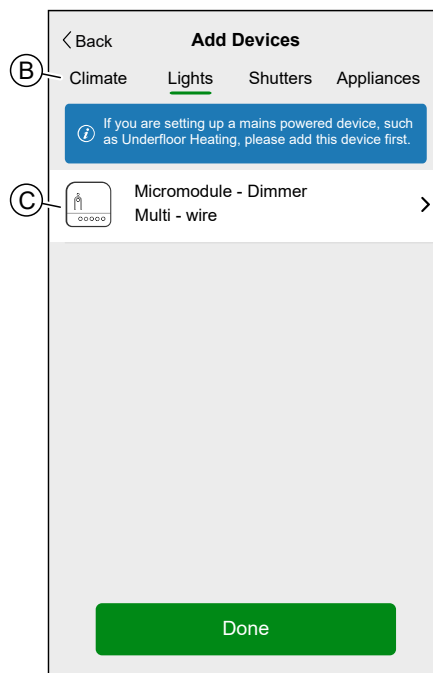 Back
Add Devices
B
Climate Lights Shutters Appliances
i If you are setting up a mains powered device, such
as Underfloor Heating, please add this device first.
C
Micromodule - Dimmer
Multi - wire
Done